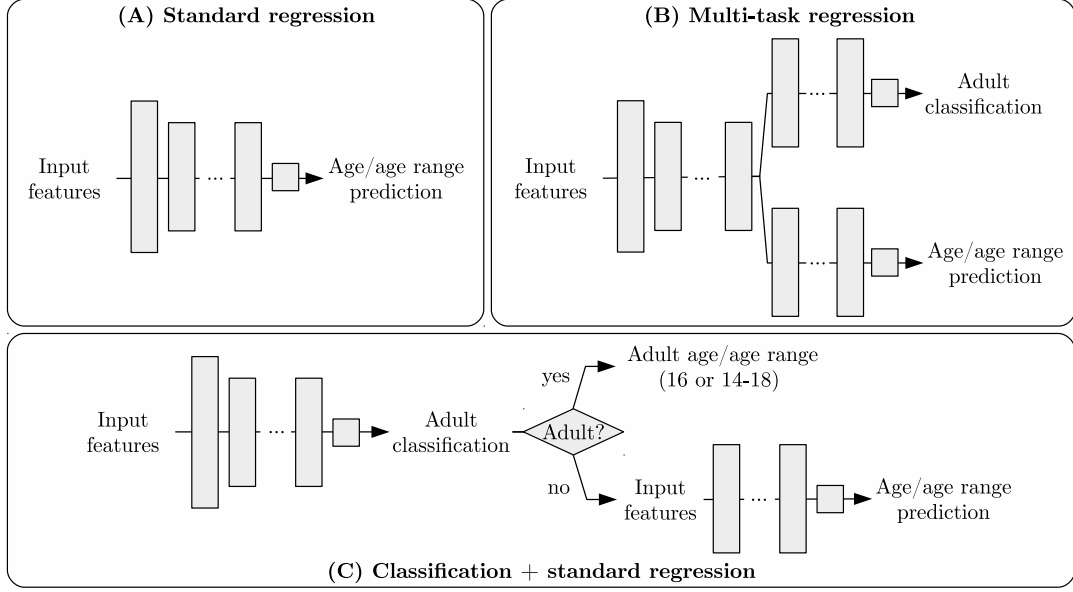 (A) Standard regression
Input
features
...
Age/age range
prediction
(B) Multi-task regression
Input
features
...
...
Adult
classification
...
Age/age range
prediction
Input
features
...
Adult
classification
Adult?
yes
Adult age/age range
(16 or 14-18)
no
Input
features
...
Age/age range
prediction
(C) Classification + standard regression